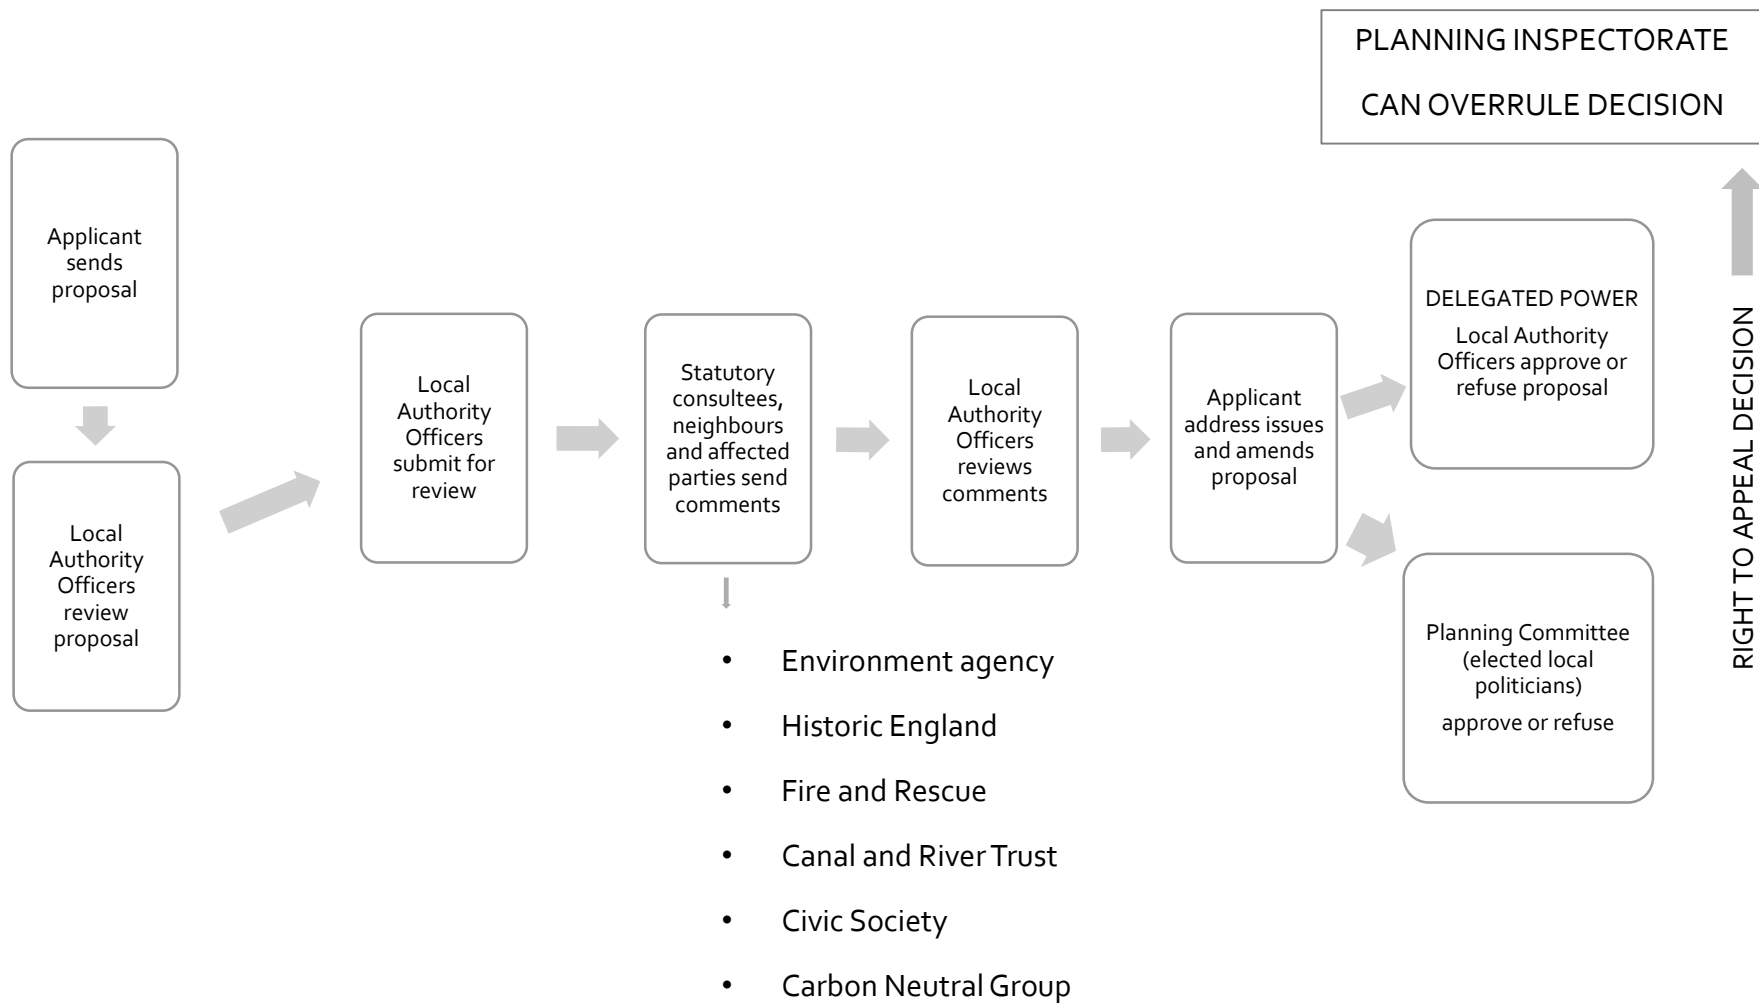 PLANNING INSPECTORATE
CAN OVERRULE DECISION
Applicant
sends
proposal
Local
Authority
Officers
review
proposal
Local
Authority
Officers
submit for
review
Statutory
consultees,
neighbours
and affected
parties send
comments
• Environment agency
• Historic England
• Fire and Rescue
• Canal and River Trust
• Civic Society
• Carbon Neutral Group
Local
Authority
Officers
reviews
comments
Applicant
address issues
and amends
proposal
DELEGATED POWER
Local Authority
Officers approve or
refuse proposal
Planning Committee
(elected local
politicians)
approve or refuse
RIGHT TO APPEAL DECISION